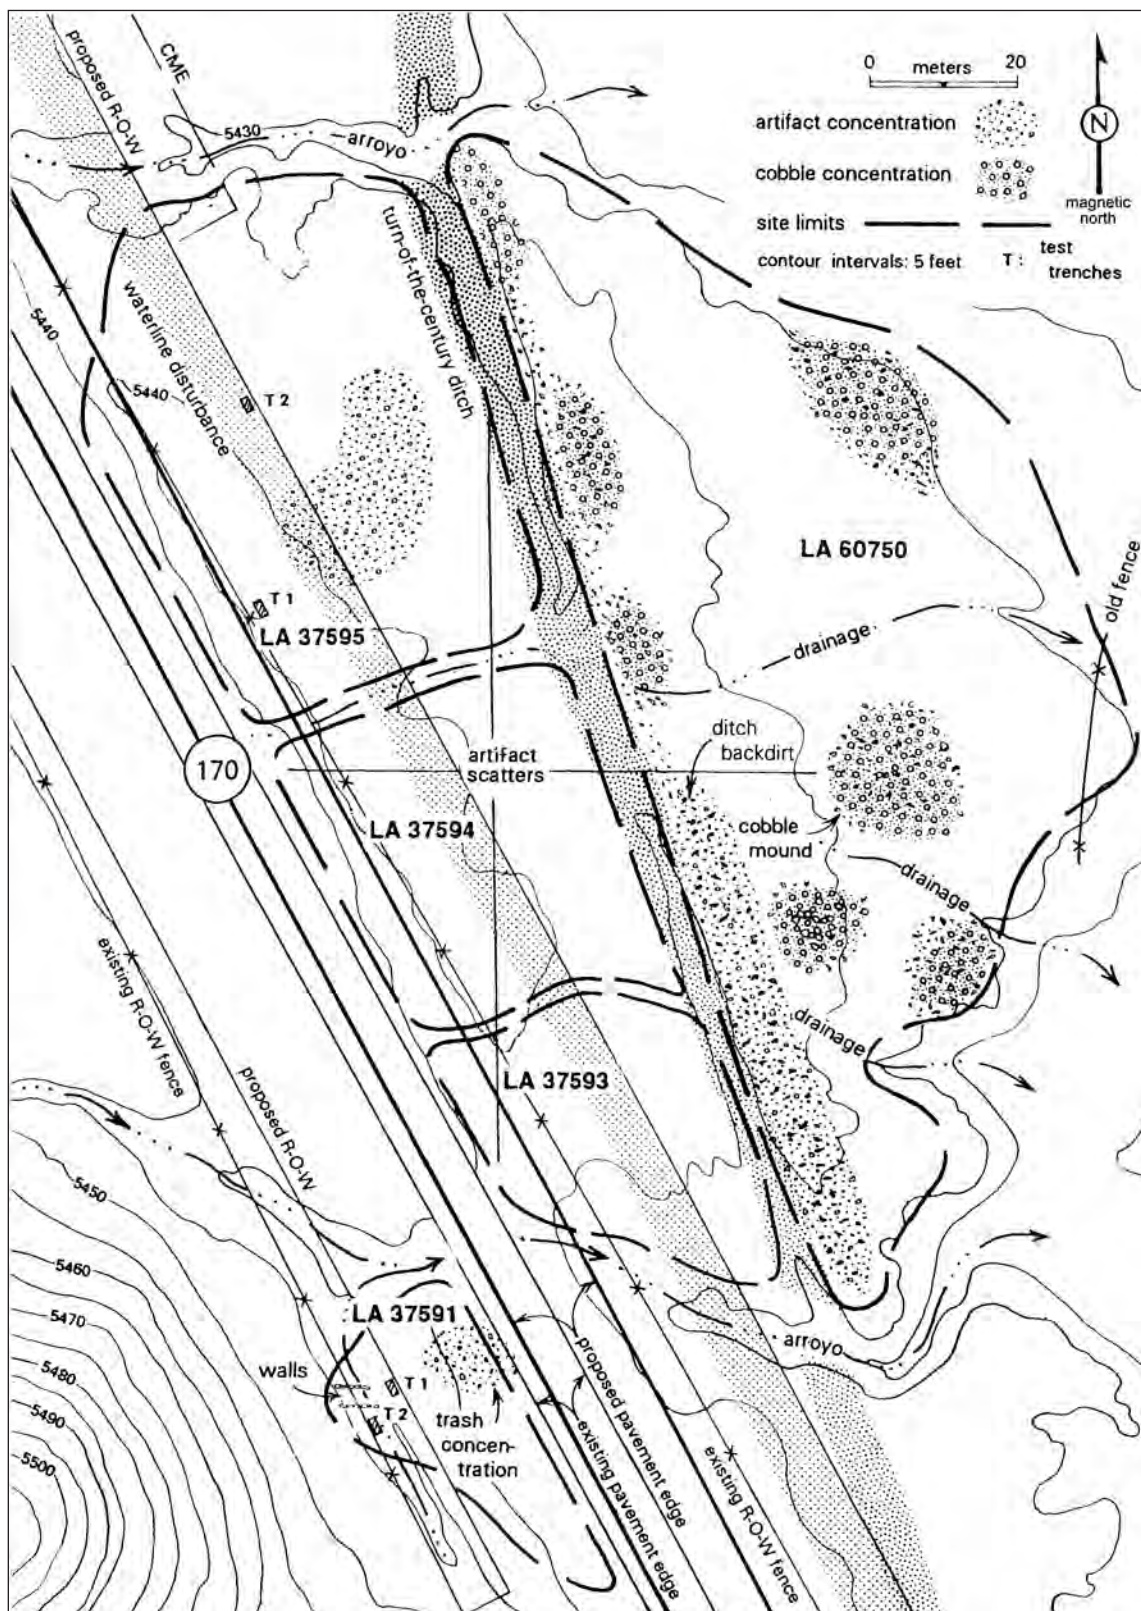 proposed R-O-W
CME
0 meters 20
artifact concentration
cobble concentration
site limits
contour intervals: 5 feet
T: test
trenches
N
magnetic
north
5430
arroyo
turn-of-the-century ditch
waterline disturbance
5440
5440
T 2
T 1
LA 37595
LA 60750
old fence
drainage
170
artifact
scatters
ditch
backdirt
LA 37594
cobble
mound
drainage
drainage
existing R-O-W fence
proposed R-O-W
LA 37593
5450
5460
5470
5480
5490
5500
LA 37591
walls
T 1
T 2
trash
concen-
tration
proposed pavement edge
existing pavement edge
existing R-O-W fence
arroyo